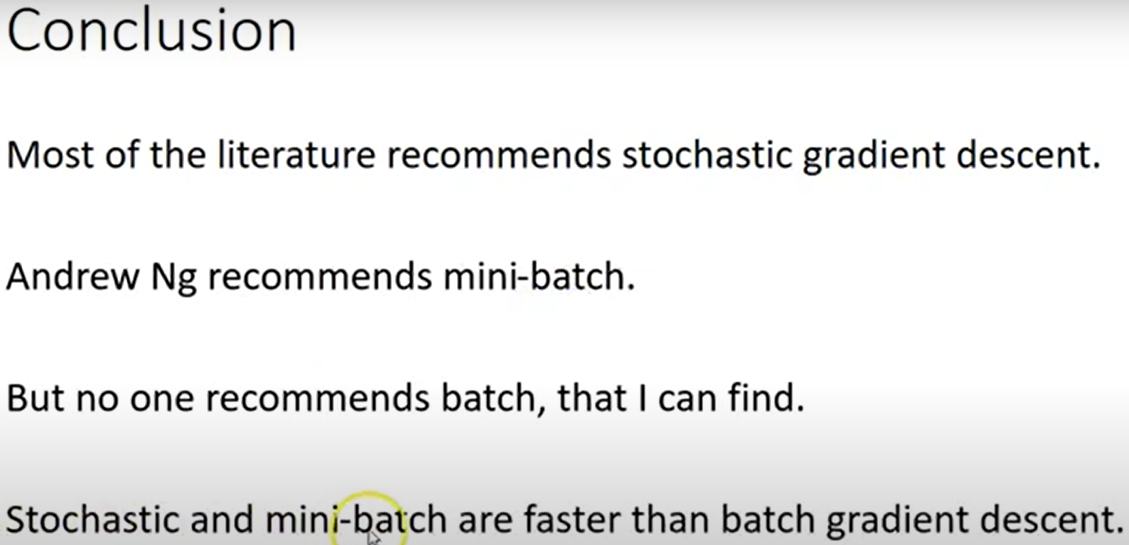 Conclusion
Most of the literature recommends stochastic gradient descent.
Andrew Ng recommends mini-batch.
But no one recommends batch, that I can find.
Stochastic and mini-batch are faster than batch gradient descent.